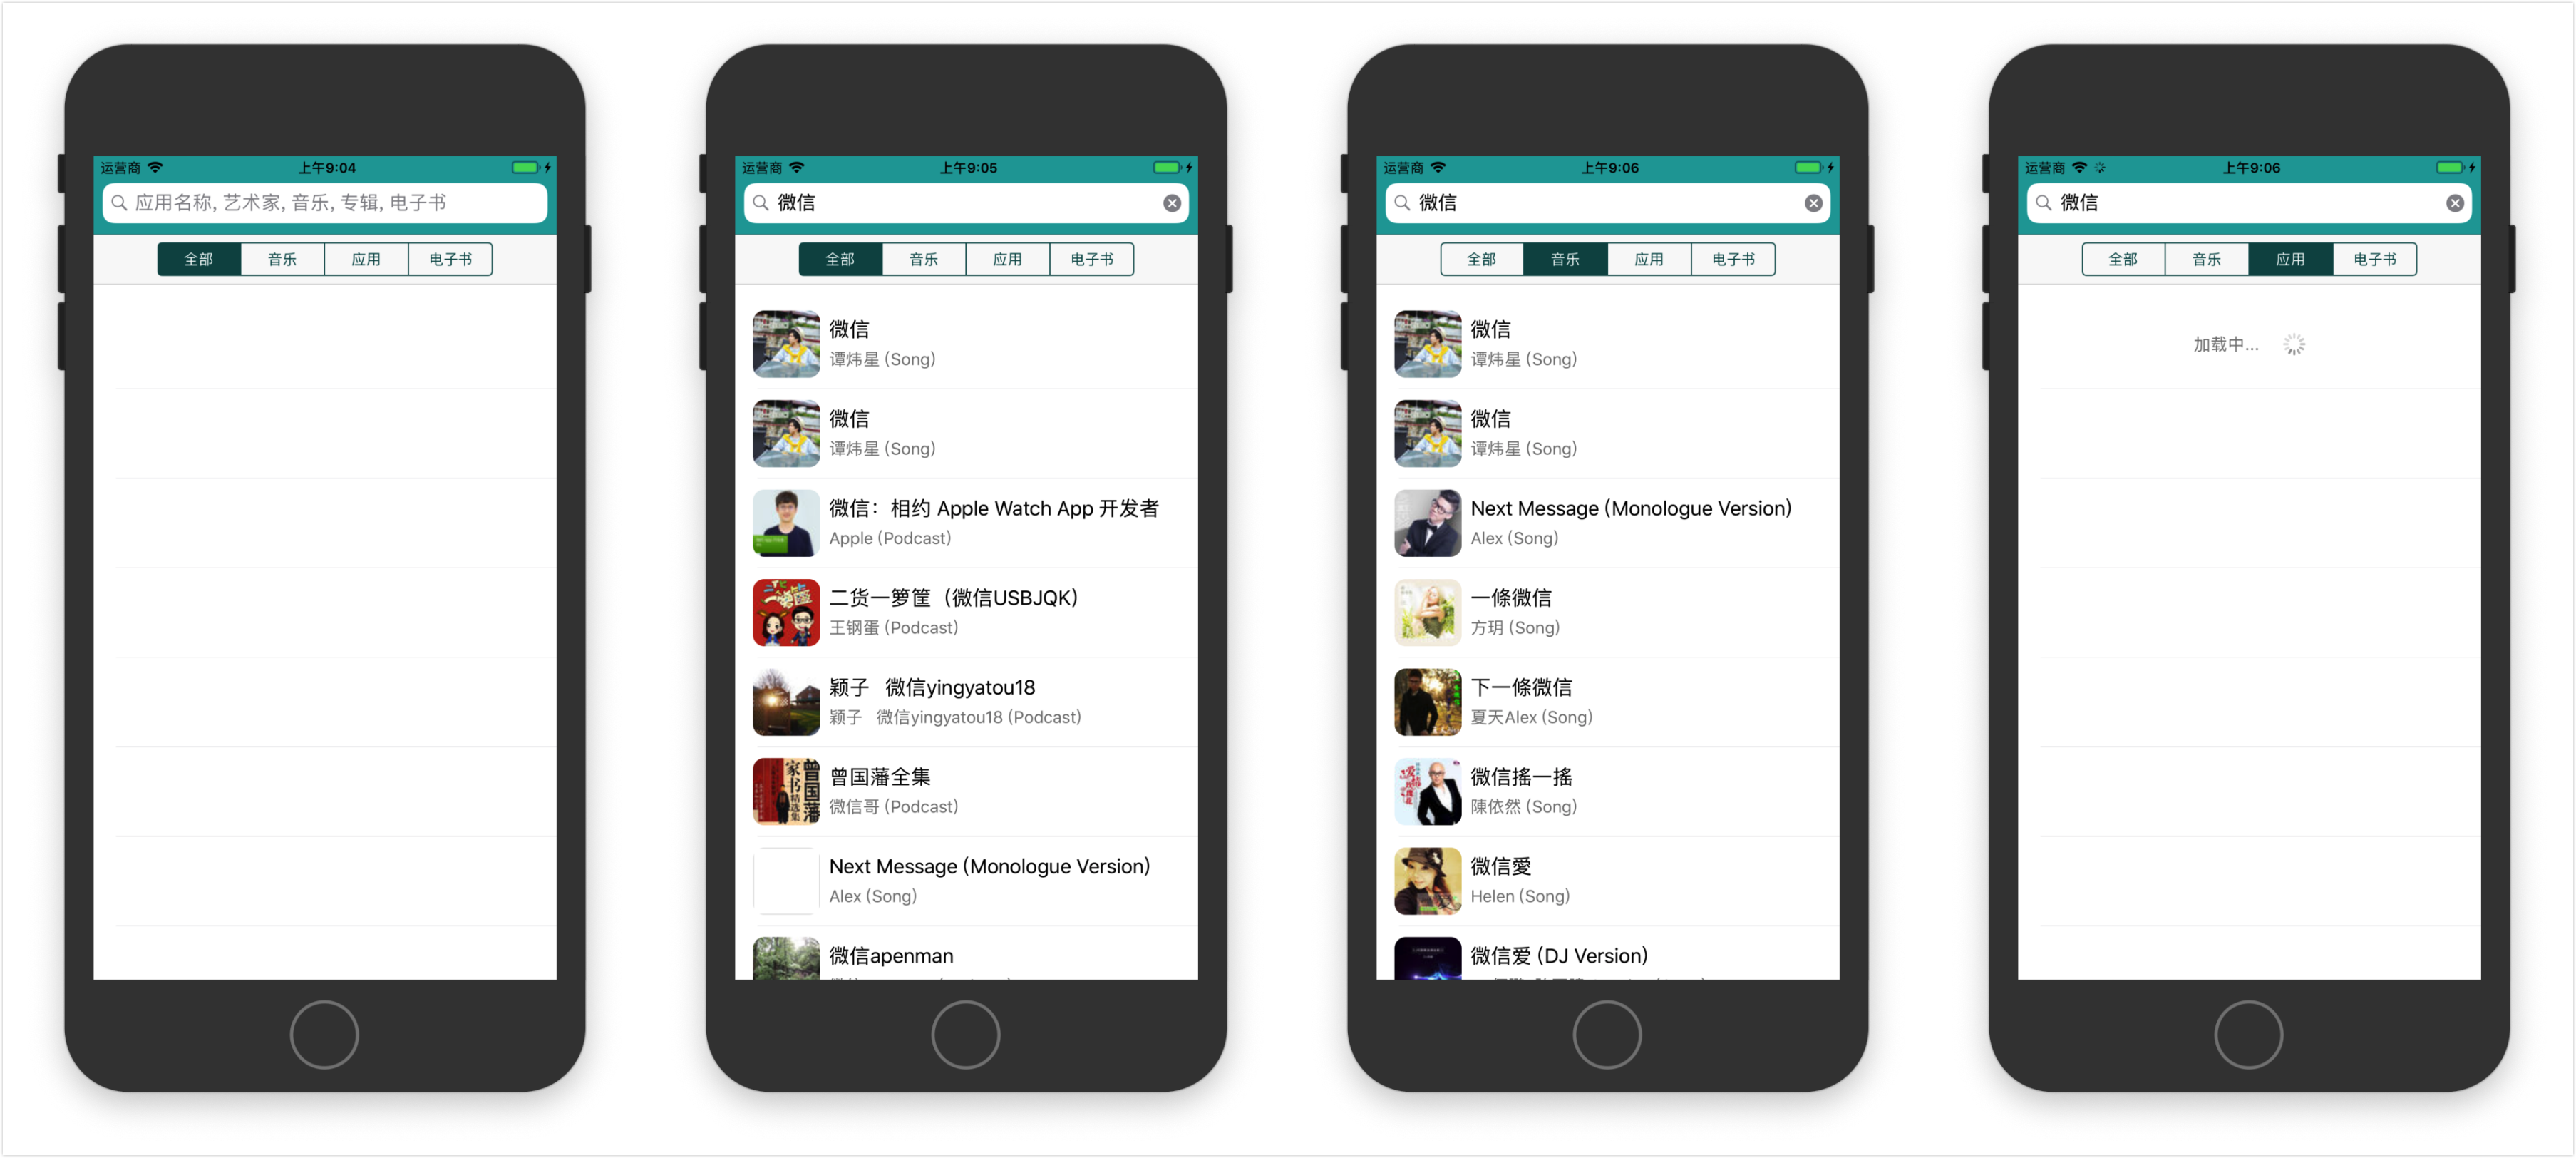 运营商 上午9:04
应用名称, 艺术家, 音乐, 专辑, 电子书
全部 音乐 应用 电子书
运营商 上午9:05
微信
全部 音乐 应用 电子书
微信
谭炜星 (Song)
微信
谭炜星 (Song)
微信：相约 Apple Watch App 开发者
Apple (Podcast)
二货一箩筐（微信USBJQK）
王钢蛋 (Podcast)
颖子 微信yingyatou18
颖子 微信yingyatou18 (Podcast)
曾国藩全集
微信哥 (Podcast)
Next Message (Monologue Version)
Alex (Song)
微信apenman
运营商 上午9:06
微信
全部 音乐 应用 电子书
微信
谭炜星 (Song)
微信
谭炜星 (Song)
Next Message (Monologue Version)
Alex (Song)
一條微信
方玥 (Song)
下一條微信
夏天Alex (Song)
微信搖一搖
陳依然 (Song)
微信愛
Helen (Song)
微信爱 (DJ Version)
运营商 上午9:06
微信
全部 音乐 应用 电子书
加载中...